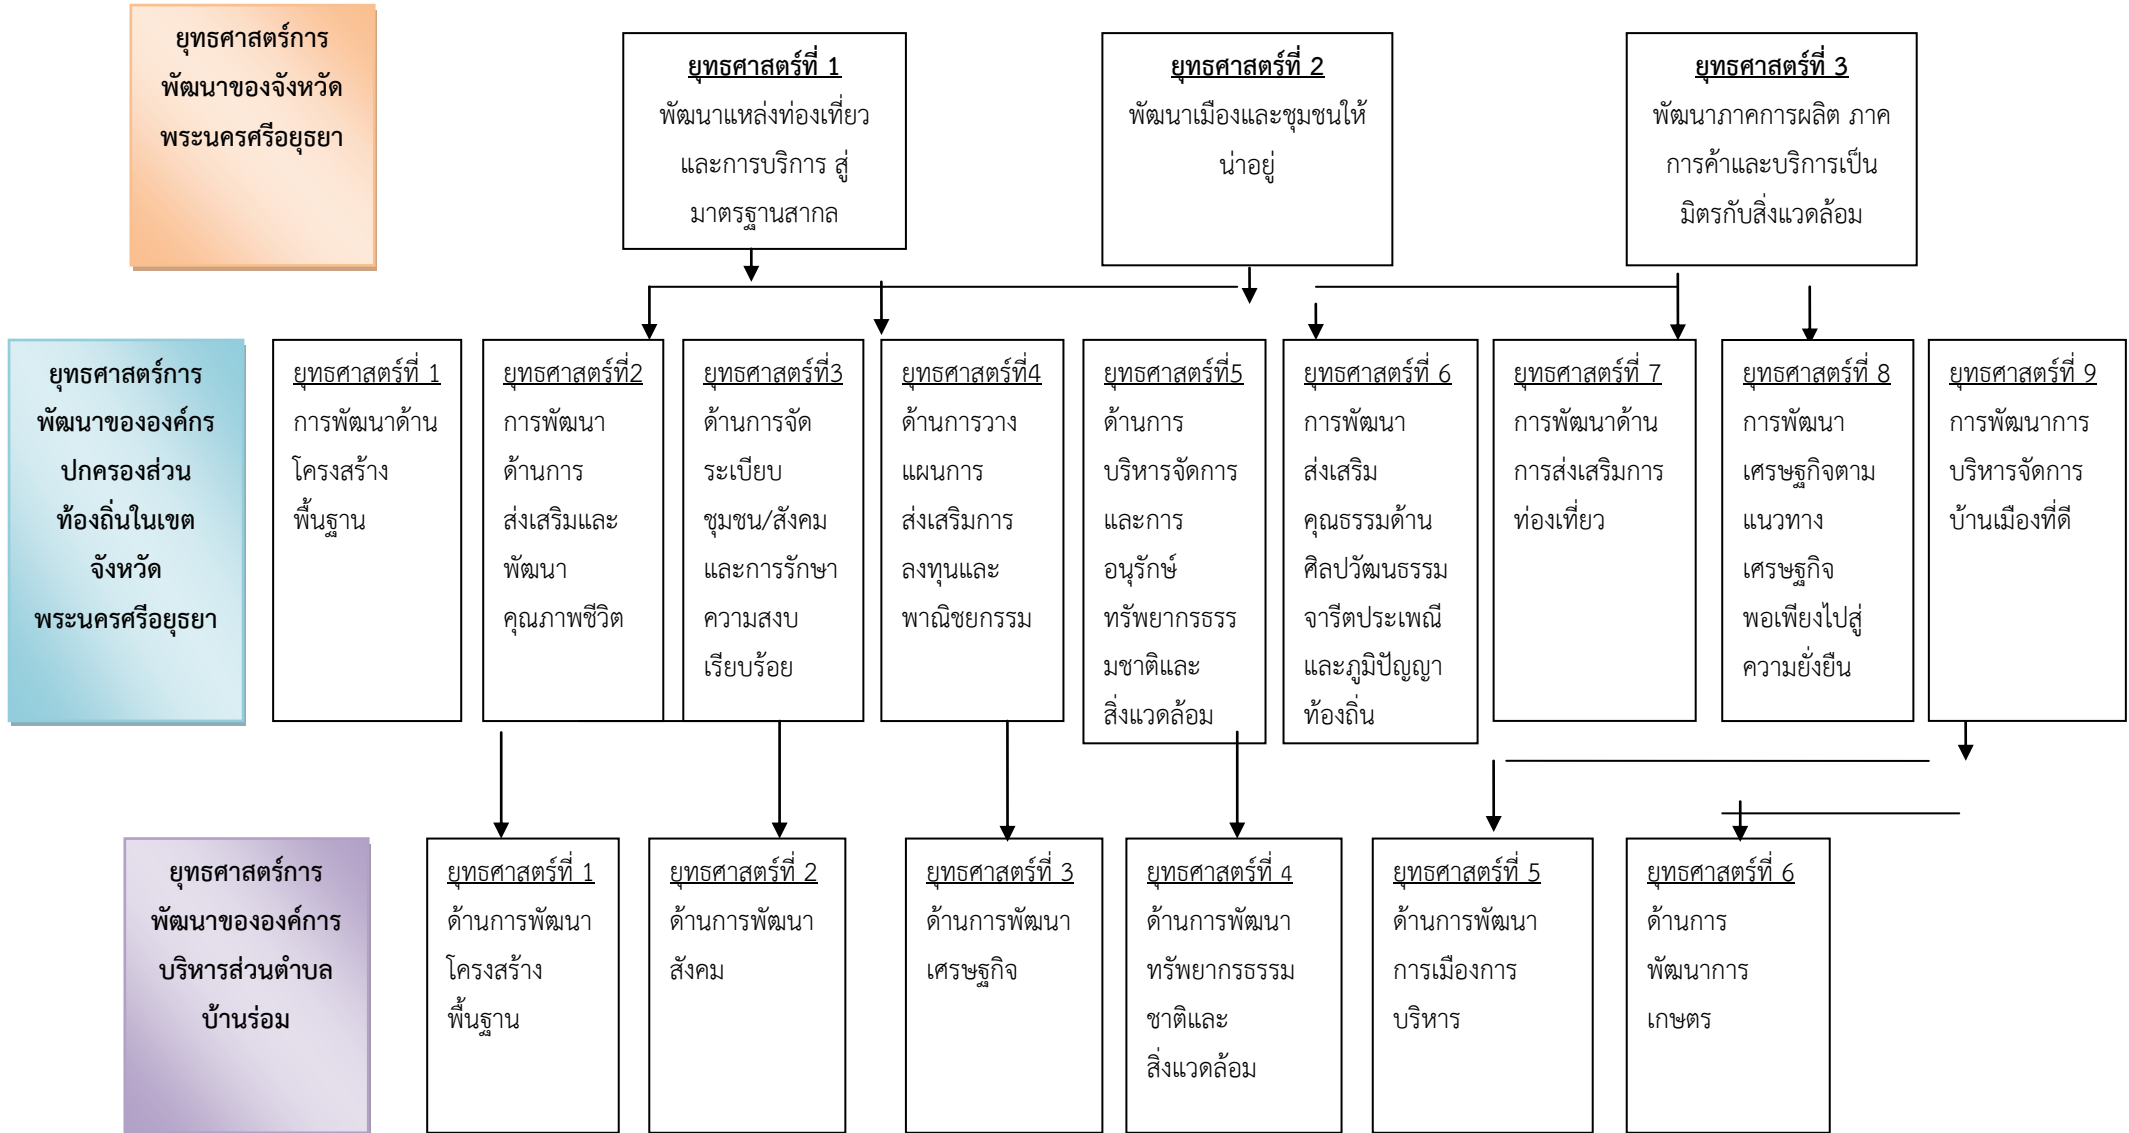 ยุทธศาสตร์การ
พัฒนาของจังหวัด
พระนครศรีอยุธยา
ยุทธศาสตร์ที่ 1
พัฒนาแหล่งท่องเที่ยว
และการบริการ สู่
มาตรฐานสากล
ยุทธศาสตร์ที่ 2
พัฒนาเมืองและชุมชนให้
น่าอยู่
ยุทธศาสตร์ที่ 3
พัฒนาภาคการผลิต ภาค
การค้าและบริการเป็น
มิตรกับสิ่งแวดล้อม
ยุทธศาสตร์การ
พัฒนาขององค์กร
ปกครองส่วน
ท้องถิ่นในเขต
จังหวัด
พระนครศรีอยุธยา
ยุทธศาสตร์ที่ 1
การพัฒนาด้าน
โครงสร้าง
พื้นฐาน
ยุทธศาสตร์ที่2
การพัฒนา
ด้านการ
ส่งเสริมและ
พัฒนา
คุณภาพชีวิต
ยุทธศาสตร์ที่3
ด้านการจัด
ระเบียบ
ชุมชน/สังคม
และการรักษา
ความสงบ
เรียบร้อย
ยุทธศาสตร์ที่4
ด้านการวาง
แผนการ
ส่งเสริมการ
ลงทุนและ
พาณิชยกรรม
ยุทธศาสตร์ที่5
ด้านการ
บริหารจัดการ
และการ
อนุรักษ์
ทรัพยากรธรร
มชาติและ
สิ่งแวดล้อม
ยุทธศาสตร์ที่ 6
การพัฒนา
ส่งเสริม
คุณธรรมด้าน
ศิลปวัฒนธรรม
จารีตประเพณี
และภูมิปัญญา
ท้องถิ่น
ยุทธศาสตร์ที่ 7
การพัฒนาด้าน
การส่งเสริมการ
ท่องเที่ยว
ยุทธศาสตร์ที่ 8
การพัฒนา
เศรษฐกิจตาม
แนวทาง
เศรษฐกิจ
พอเพียงไปสู่
ความยั่งยืน
ยุทธศาสตร์ที่ 9
การพัฒนาการ
บริหารจัดการ
บ้านเมืองที่ดี
ยุทธศาสตร์การ
พัฒนาขององค์การ
บริหารส่วนตำบล
บ้านร่อม
ยุทธศาสตร์ที่ 1
ด้านการพัฒนา
โครงสร้าง
พื้นฐาน
ยุทธศาสตร์ที่ 2
ด้านการพัฒนา
สังคม
ยุทธศาสตร์ที่ 3
ด้านการพัฒนา
เศรษฐกิจ
ยุทธศาสตร์ที่ 4
ด้านการพัฒนา
ทรัพยากรธรรม
ชาติและ
สิ่งแวดล้อม
ยุทธศาสตร์ที่ 5
ด้านการพัฒนา
การเมืองการ
บริหาร
ยุทธศาสตร์ที่ 6
ด้านการ
พัฒนาการ
เกษตร